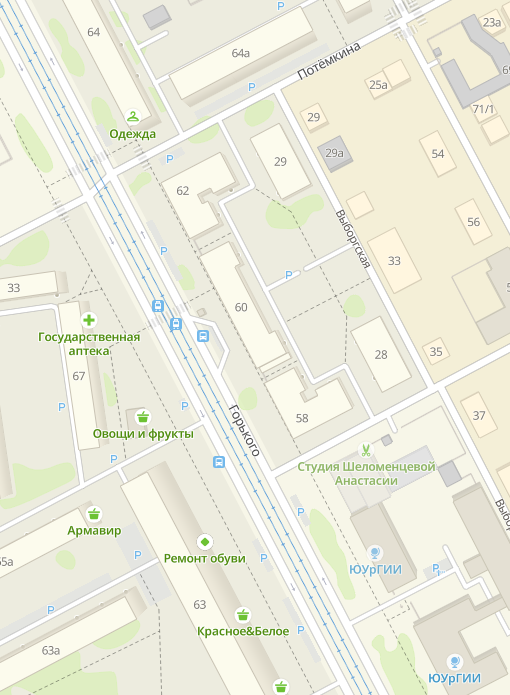 23а
64
64а
Потёмкина
25а
P
71/1
29
Одежда
29
29а
54
P
62
56
Выборгская
P
33
P
33
60
Государственная
аптека
28
35
67
P
P
58
37
Горького
Овощи и фрукты
P
Студия Шеломенцевой
Анастасии
Армавир
P
P
Ремонт обуви
P
ЮУрГИИ
P
63
P
Красное&Белое
P
63а
ЮУрГИИ